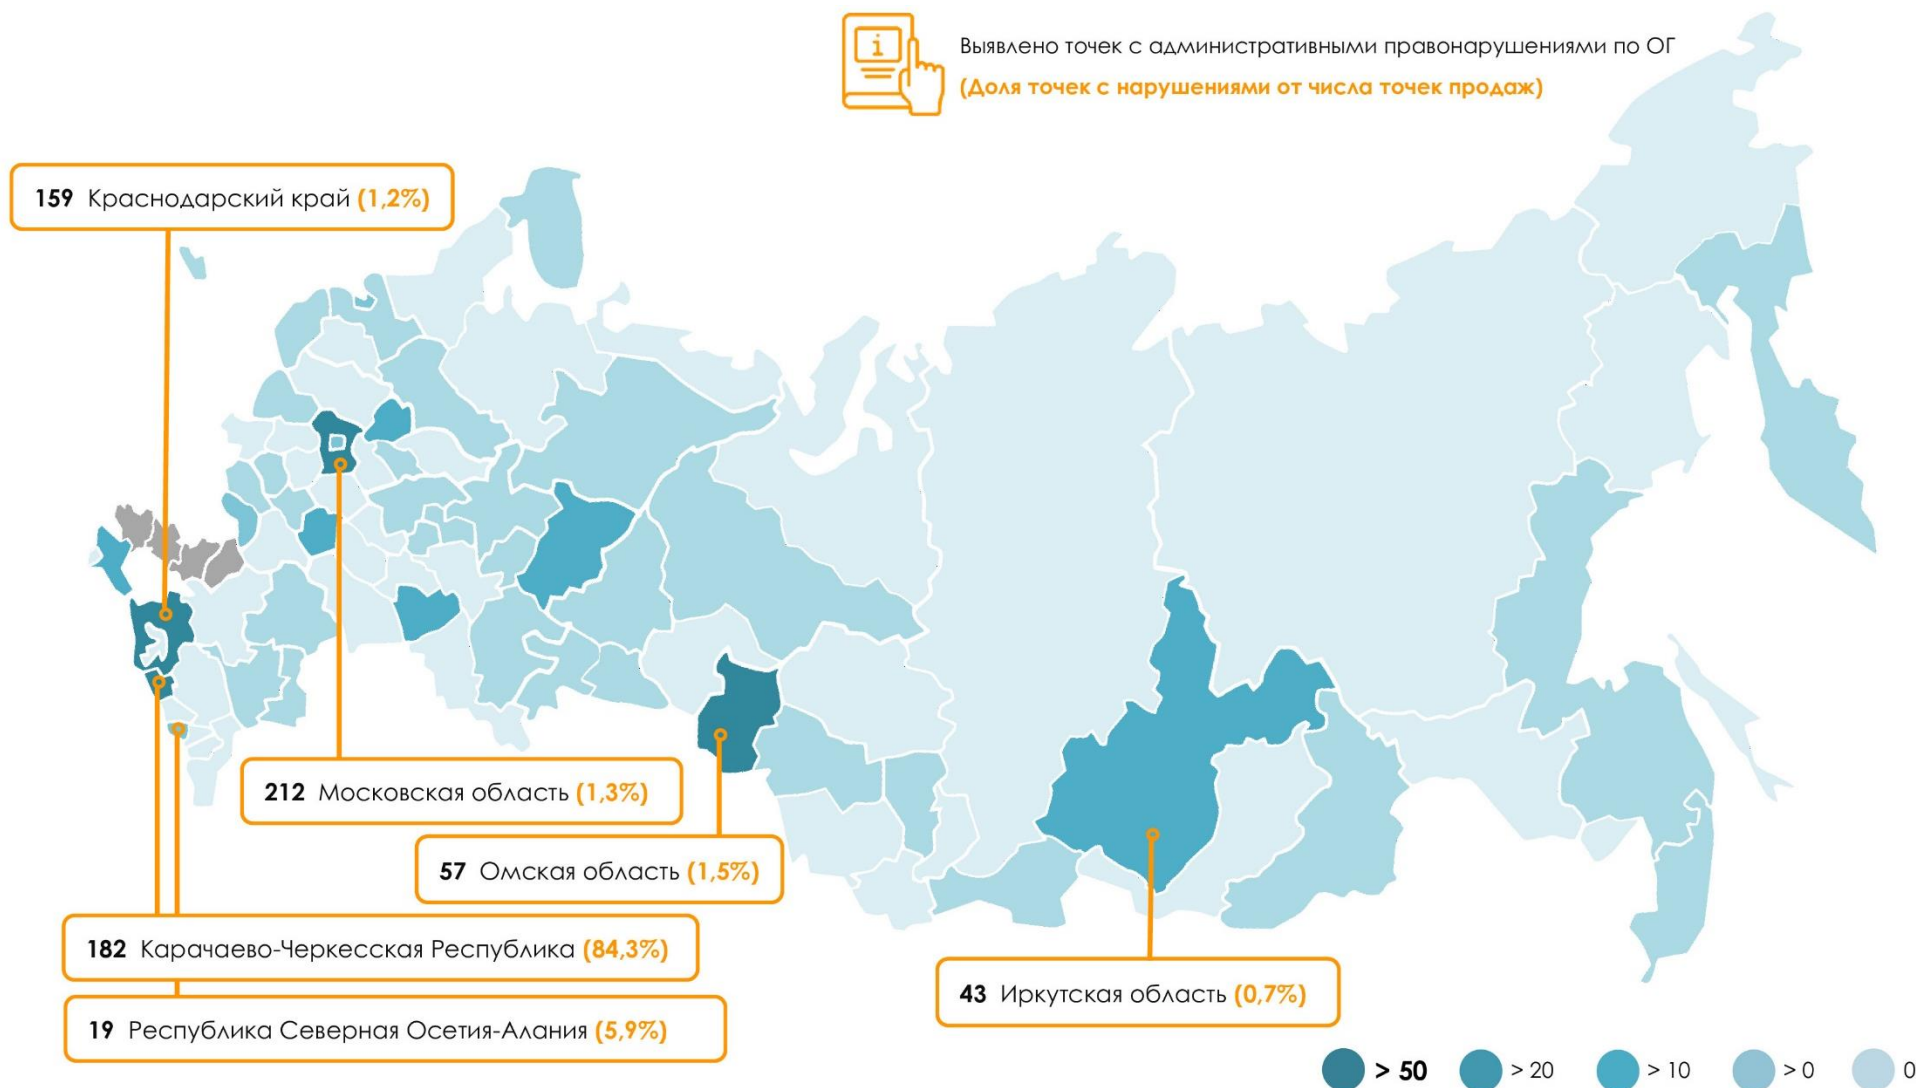 i
Выявлено точек с административными правонарушениями по ОГ
(Доля точек с нарушениями от числа точек продаж)
159 Краснодарский край (1,2%)
212 Московская область (1,3%)
57 Омская область (1,5%)
182 Карачаево-Черкесская Республика (84,3%)
19 Республика Северная Осетия-Алания (5,9%)
43 Иркутская область (0,7%)
> 50 > 20 > 10 > 0 0